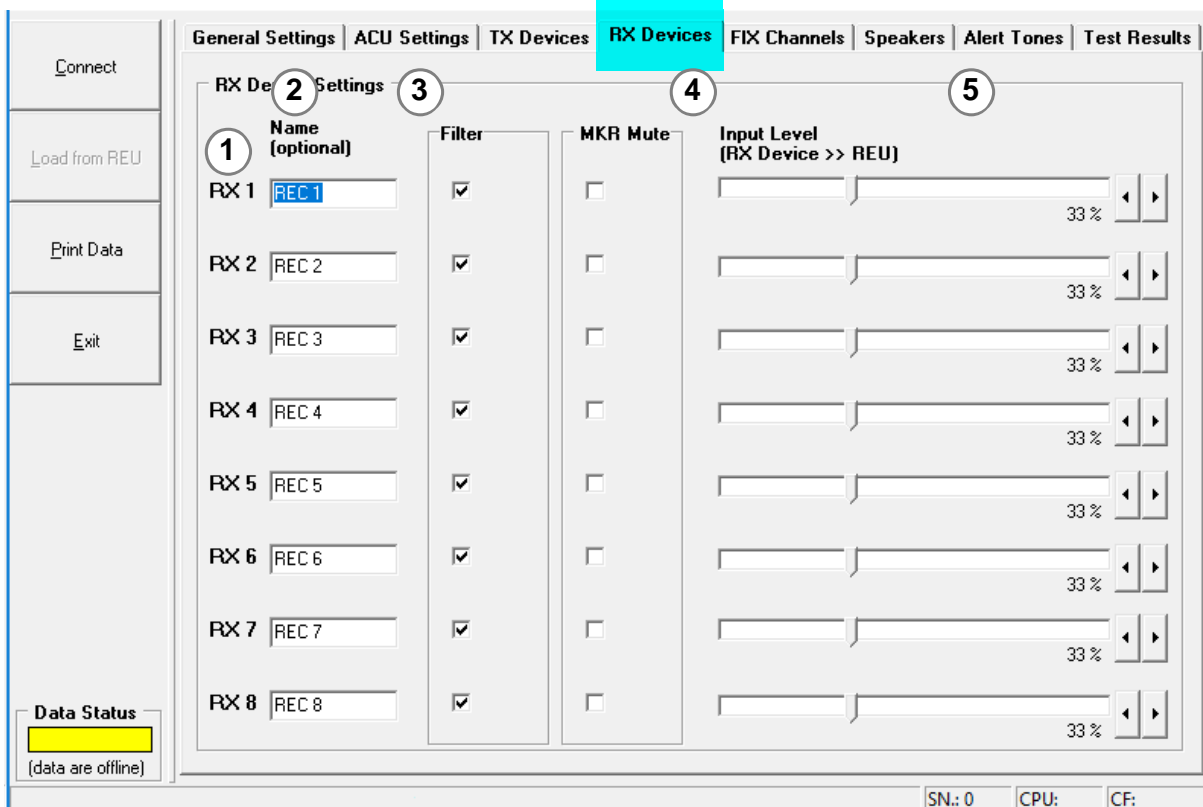 General Settings ACU Settings TX Devices RX Devices FIX Channels Speakers Alert Tones Test Results
Connect
Load from REU
Print Data
Exit
RX De Settings
2 3 4 5
1
Name
(optional)
Filter
MKR Mute
Input Level
(RX Device >> REU)
RX 1 REC 1
33 %
RX 2 REC 2
33 %
RX 3 REC 3
33 %
RX 4 REC 4
33 %
RX 5 REC 5
33 %
RX 6 REC 6
33 %
RX 7 REC 7
33 %
RX 8 REC 8
33 %
Data Status
(data are offline)
SN.: 0 CPU: CF: